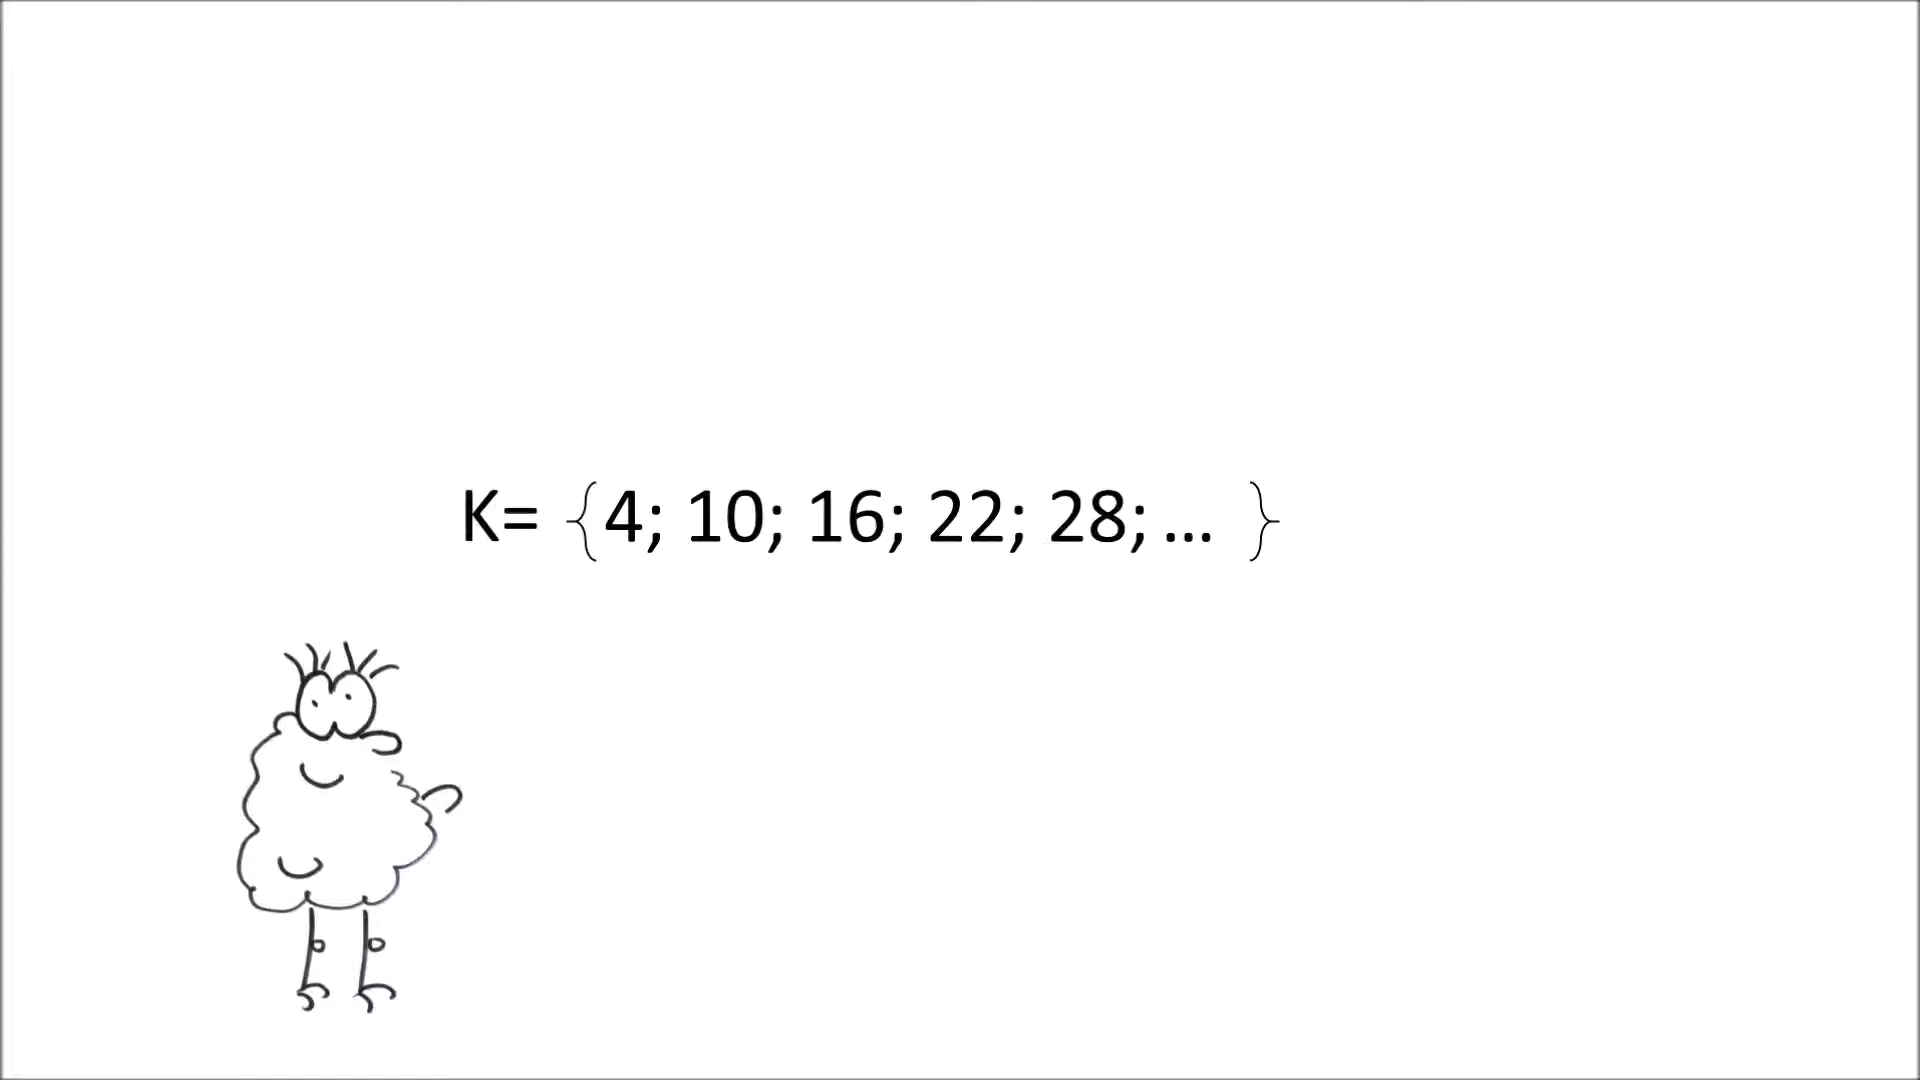 K= {4; 10; 16; 22; 28; ... }